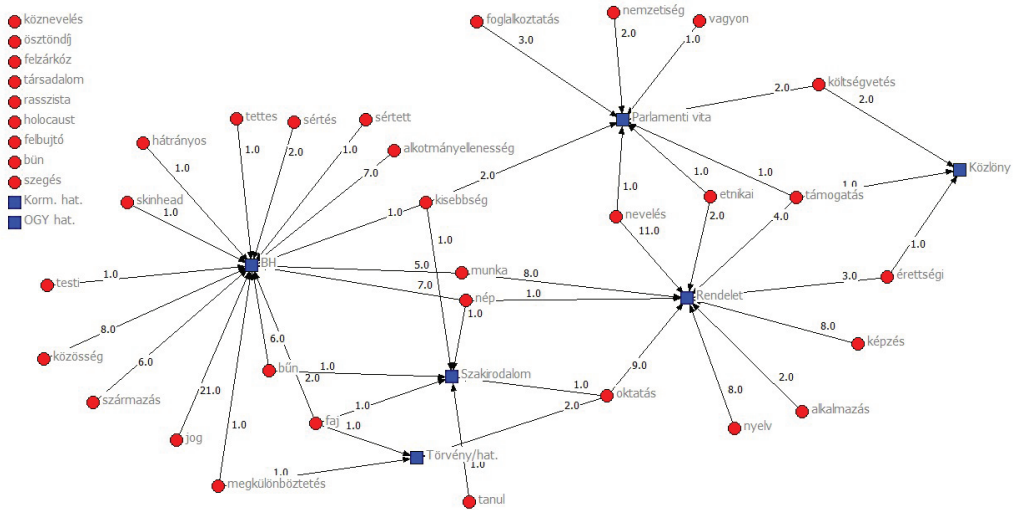 köznevelés
ösztöndíj
felzárkóz
társadalom
rasszista
holocaust
felbujtó
bün
szegés
Korm. hat.
OGY hat.
foglalkoztatás
nemzetiség
vagyon
3.0
2.0
1.0
költségvetés
2.0
2.0
Parlamenti vita
Közlöny
tettes
sértés
sértett
alkotmányellenesség
hátrányos
skinhead
1.0
2.0
1.0
7.0
1.0
1.0
2.0
kisebbség
1.0
1.0
1.0
1.0
1.0
1.0
etnikai
támogatás
nevelés
2.0
4.0
11.0
1.0
BH
testi
1.0
5.0
munka
8.0
7.0
nép
1.0
1.0
Rendelet
3.0
érettségi
8.0
képzés
8.0
közösség
6.0
6.0
származás
bűn
2.0
1.0
Szakirodalom
1.0
9.0
oktatás
2.0
8.0
2.0
alkalmazás
nyelv
21.0
jog
1.0
faj
1.0
1.0
Törvény/hat.
1.0
megkülönböztetés
1.0
tanul